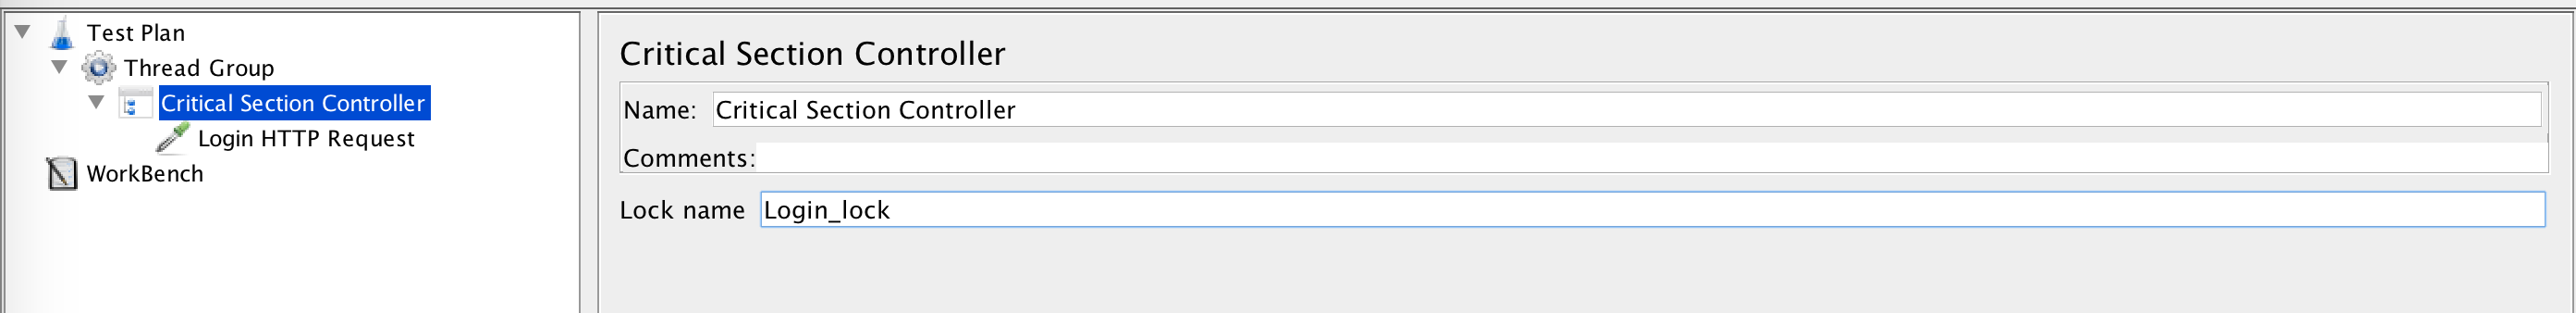 Test Plan
Thread Group
Critical Section Controller
Login HTTP Request
WorkBench
Critical Section Controller
Name: Critical Section Controller
Comments:
Lock name Login_lock